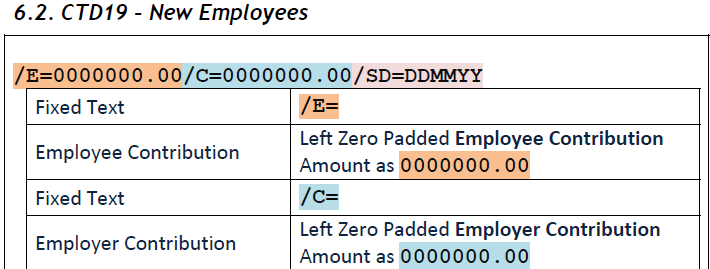 6.2. CTD19 – New Employees
/E=0000000.00/C=0000000.00/SD=DDMMYY
Fixed Text
/E=
Employee Contribution
Left Zero Padded Employee Contribution
Amount as 0000000.00
Fixed Text
/C=
Employer Contribution
Left Zero Padded Employer Contribution
Amount as 0000000.00